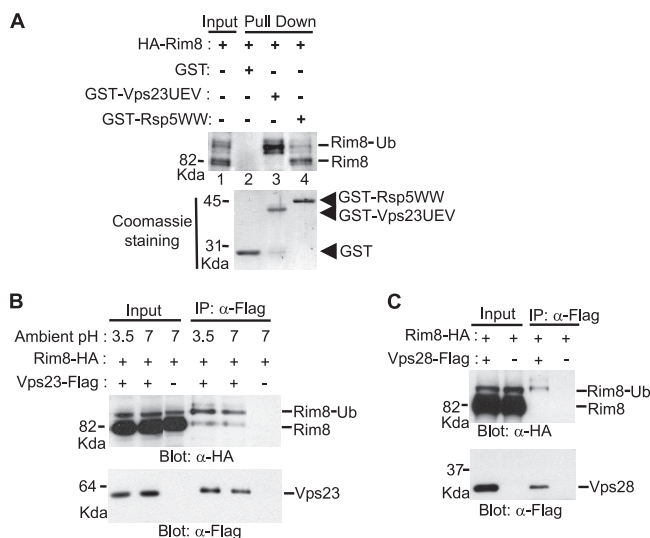 A
Input Pull Down
HA-Rim8 : + + + +
GST: - + - -
GST-Vps23UEV : - - + -
GST-Rsp5WW : - - - +
Rim8-Ub
82 Rim8
Kda
1 2 3 4
45 GST-Rsp5WW
GST-Vps23UEV
Coomassie staining
31 GST
Kda
B
Input IP: α-Flag
Ambient pH 3.5 7 7 3.5 7 7
Rim8-HA : + + + + + +
Vps23-Flag : + + - + + -
Rim8-Ub
82 Rim8
Kda
Blot: α-HA
64
Vps23
Kda
Blot: α-Flag
C
Input IP: α-Flag
Rim8-HA : + + + +
Vps28-Flag : + - + -
Rim8-Ub
82 Rim8
Kda
Blot: α-HA
37
Kda Vps28
Blot: α-Flag